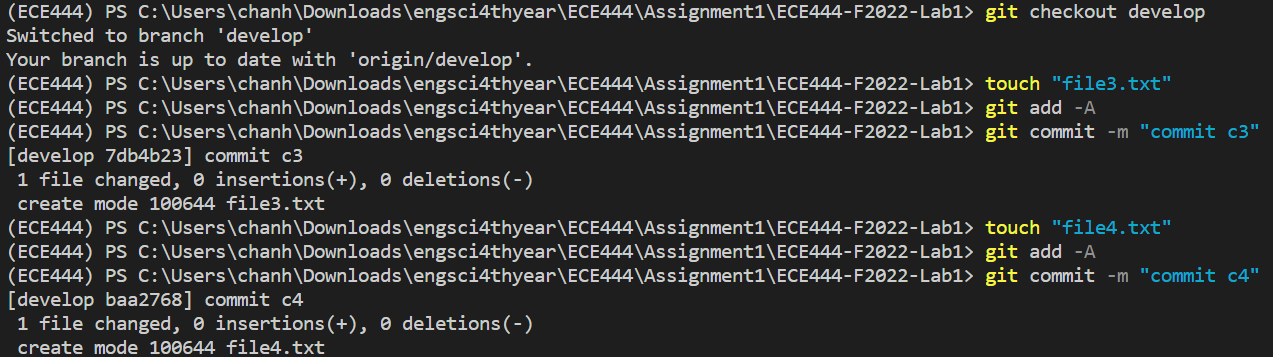 (ECE444) PS C:\Users\chanh\Downloads\engsci4thyear\ECE444\Assignment1\ECE444-F2022-Lab1> git checkout develop
Switched to branch 'develop'
Your branch is up to date with 'origin/develop'.
(ECE444) PS C:\Users\chanh\Downloads\engsci4thyear\ECE444\Assignment1\ECE444-F2022-Lab1> touch "file3.txt"
(ECE444) PS C:\Users\chanh\Downloads\engsci4thyear\ECE444\Assignment1\ECE444-F2022-Lab1> git add -A
(ECE444) PS C:\Users\chanh\Downloads\engsci4thyear\ECE444\Assignment1\ECE444-F2022-Lab1> git commit -m "commit c3"
[develop 7db4b23] commit c3
 1 file changed, 0 insertions(+), 0 deletions(-)
 create mode 100644 file3.txt
(ECE444) PS C:\Users\chanh\Downloads\engsci4thyear\ECE444\Assignment1\ECE444-F2022-Lab1> touch "file4.txt"
(ECE444) PS C:\Users\chanh\Downloads\engsci4thyear\ECE444\Assignment1\ECE444-F2022-Lab1> git add -A
(ECE444) PS C:\Users\chanh\Downloads\engsci4thyear\ECE444\Assignment1\ECE444-F2022-Lab1> git commit -m "commit c4"
[develop baa2768] commit c4
 1 file changed, 0 insertions(+), 0 deletions(-)
 create mode 100644 file4.txt